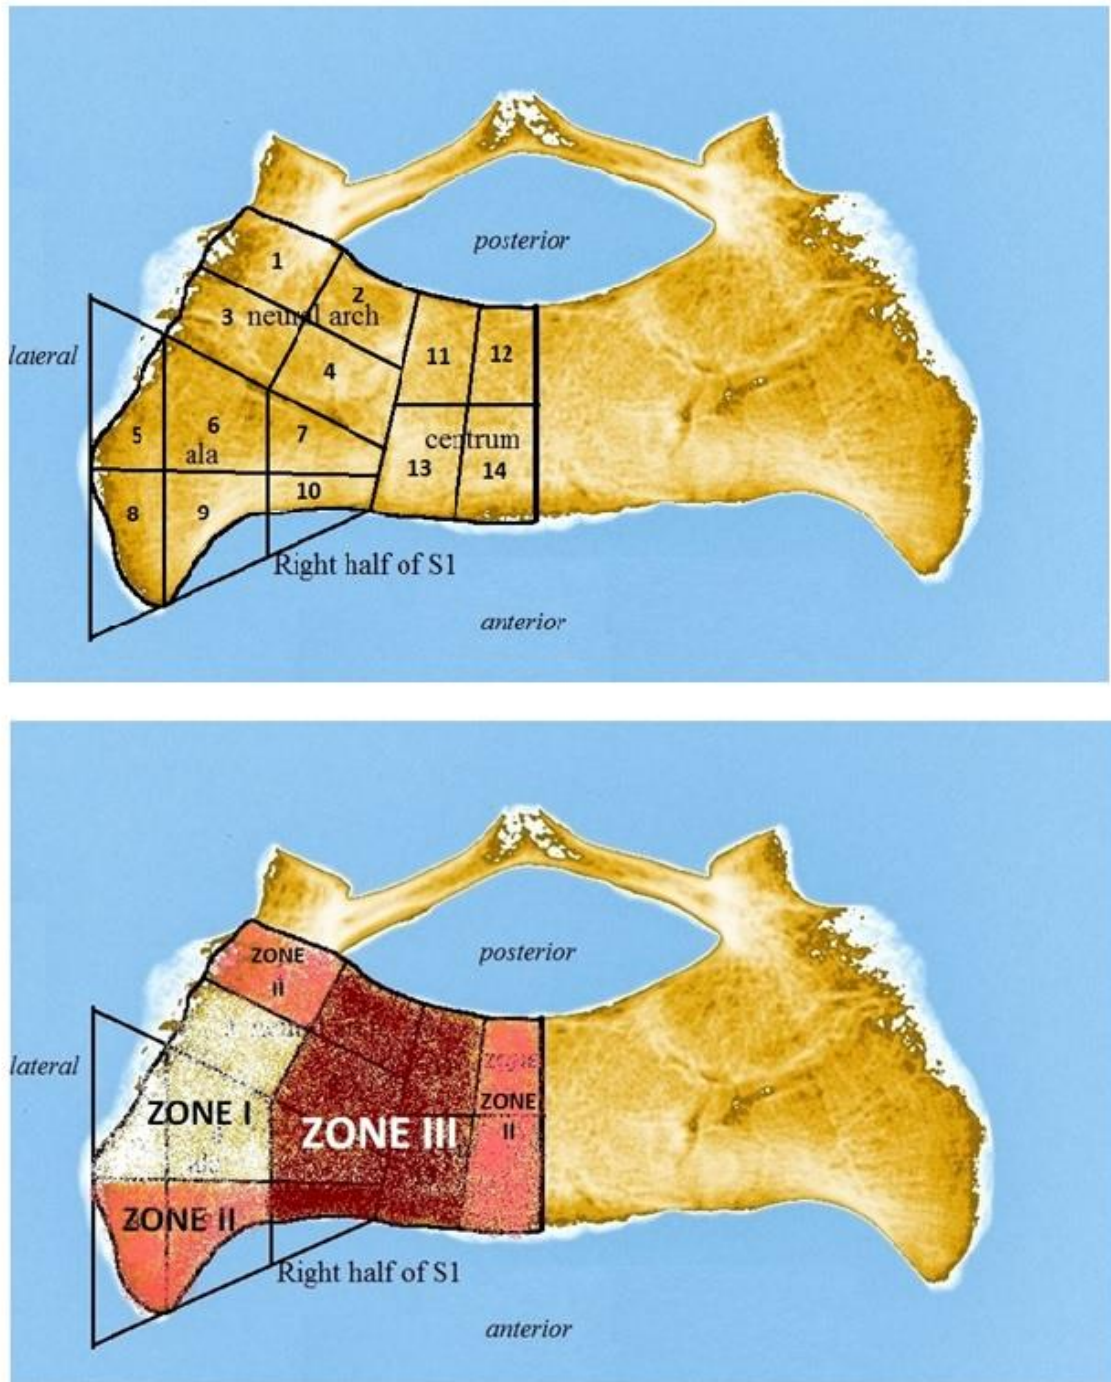 posterior
1
2
3
neural arch
lateral
11
12
4
5
6
7
centrum
ala
13
14
8
9
10
Right half of S1
anterior
ZONE
II
posterior
lateral
ZONE I
ZONE III
ZONE
II
ZONE II
Right half of S1
anterior